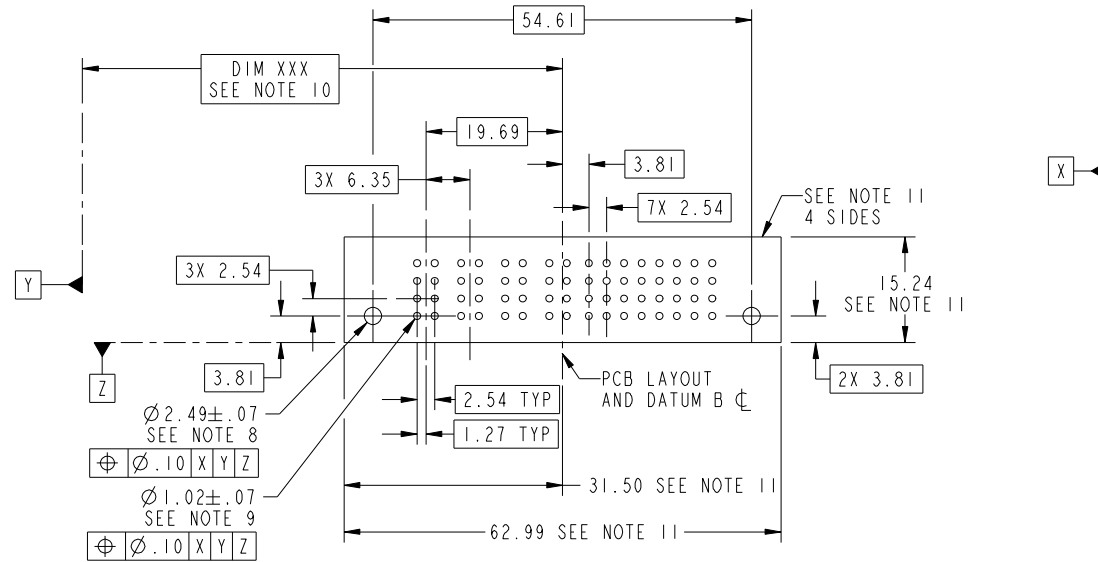 54.61
DIM XXX
SEE NOTE 10
19.69
3.81
X
3X 6.35
7X 2.54
SEE NOTE 11
4 SIDES
3X 2.54
Y
15.24
SEE NOTE 11
Z
3.81
2.54 TYP
PCB LAYOUT
AND DATUM B ℄
2X 3.81
Ø2.49±.07
SEE NOTE 8
1.27 TYP
⌖ Ø.10 X Y Z
31.50 SEE NOTE 11
Ø1.02±.07
SEE NOTE 9
62.99 SEE NOTE 11
⌖ Ø.10 X Y Z